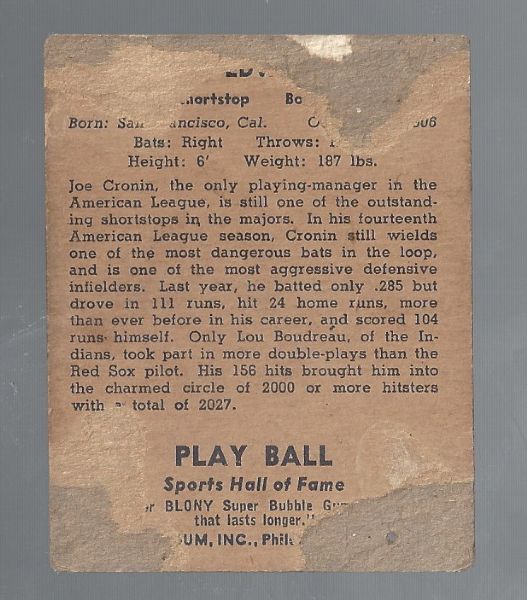 Shortstop Bo
Born: San Francisco, Cal. O 06
Bats: Right Throws:
Height: 6' Weight: 187 lbs.
Joe Cronin, the only playing-manager in the
American League, is still one of the outstand-
ing shortstops in the majors. In his fourteenth
American League season, Cronin still wields
one of the most dangerous bats in the loop,
and is one of the most aggressive defensive
infielders. Last year, he batted only .285 but
drove in 111 runs, hit 24 home runs, more
than ever before in his career, and scored 104
runs himself. Only Lou Boudreau, of the In-
dians, took part in more double-plays than the
Red Sox pilot. His 156 hits brought him into
the charmed circle of 2000 or more hitsters
with a total of 2027.
PLAY BALL
Sports Hall of Fame
BLONY Super Bubble Gum
that lasts longer."
GUM, INC., Phil